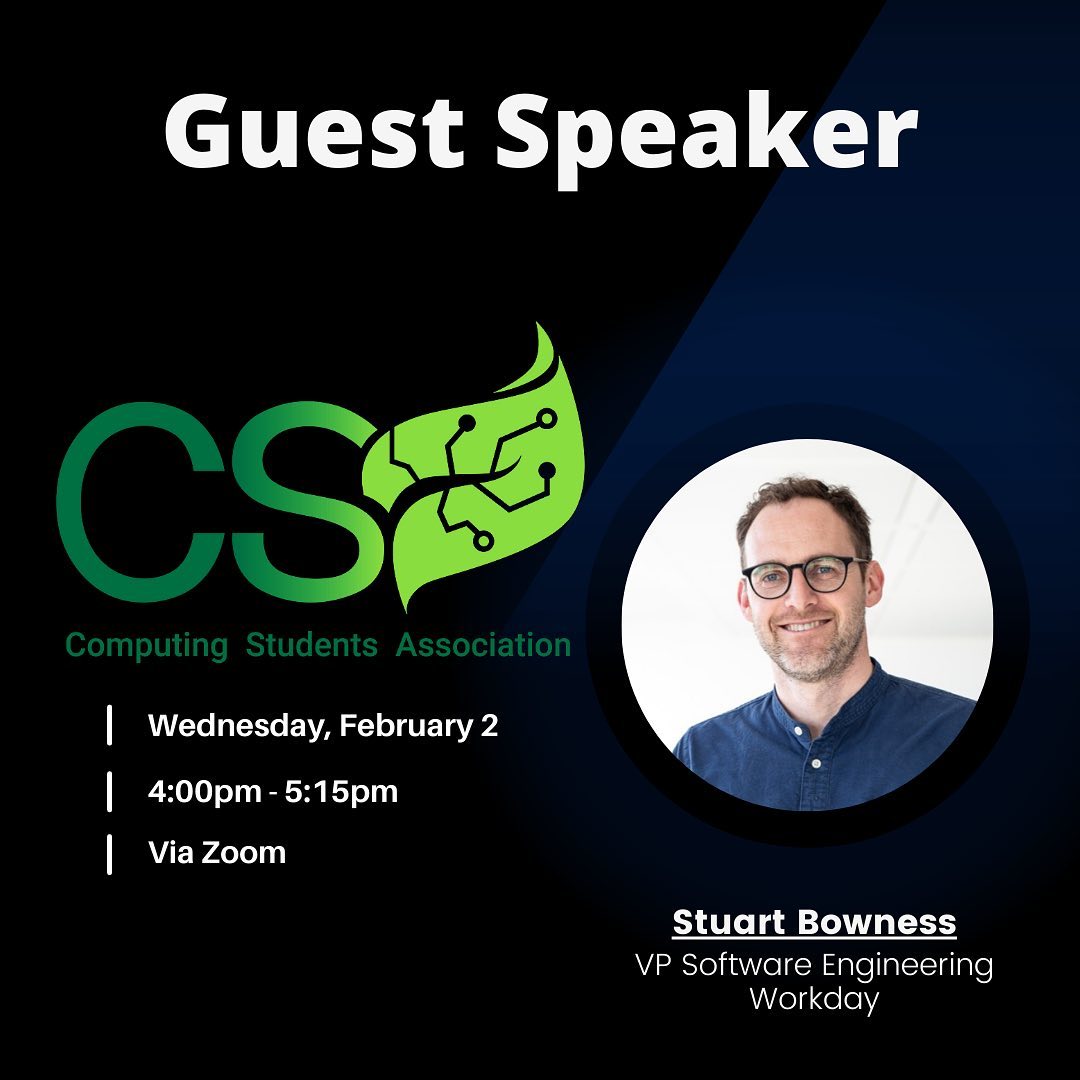 Guest Speaker
CSA
Computing Students Association
Wednesday, February 2
4:00pm - 5:15pm
Via Zoom
Stuart Bowness
VP Software Engineering
Workday